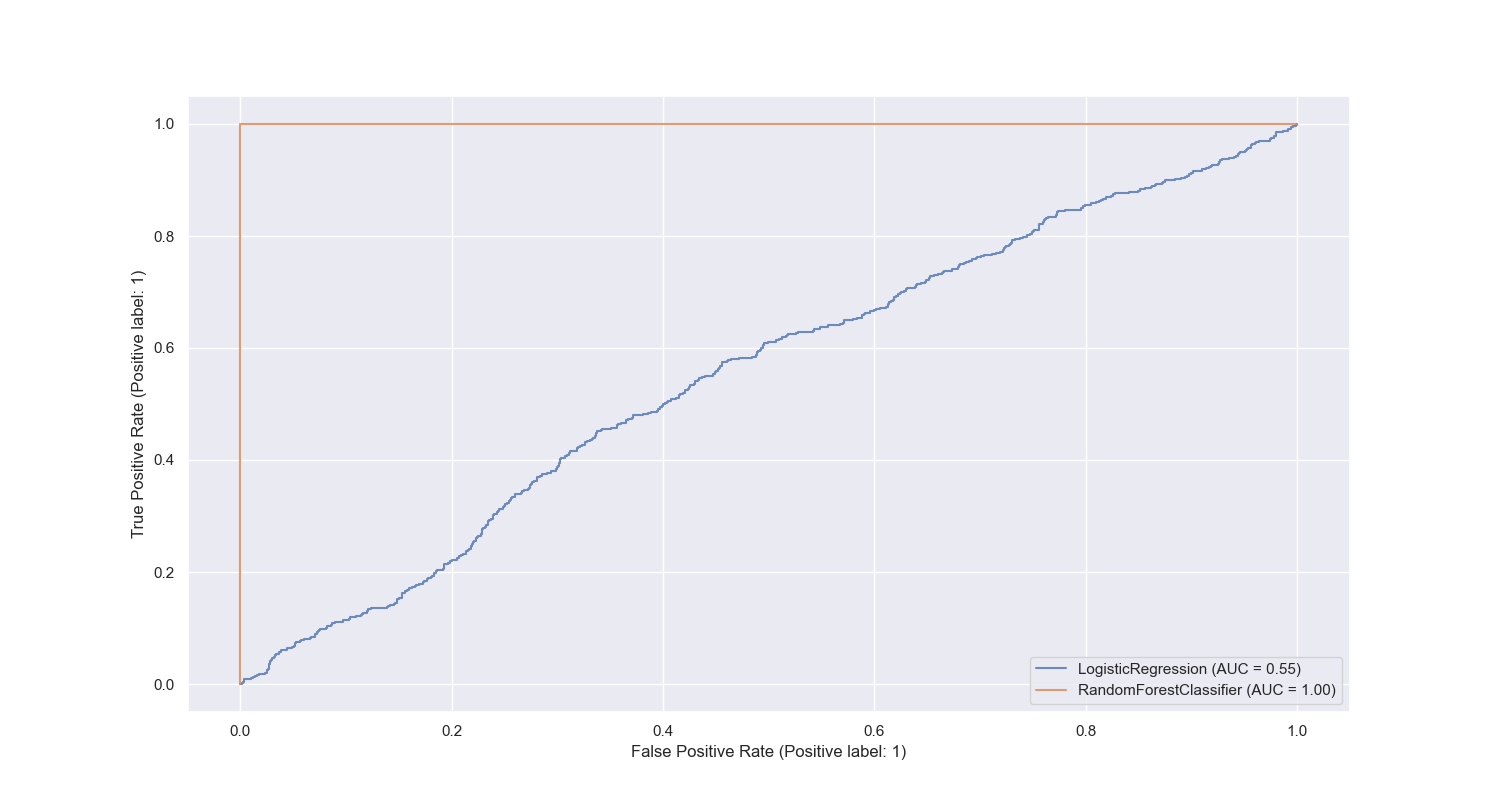 1.0
0.8
0.6
0.4
0.2
0.0
True Positive Rate (Positive label: 1)
LogisticRegression (AUC = 0.55)
RandomForestClassifier (AUC = 1.00)
0.0 0.2 0.4 0.6 0.8 1.0
False Positive Rate (Positive label: 1)